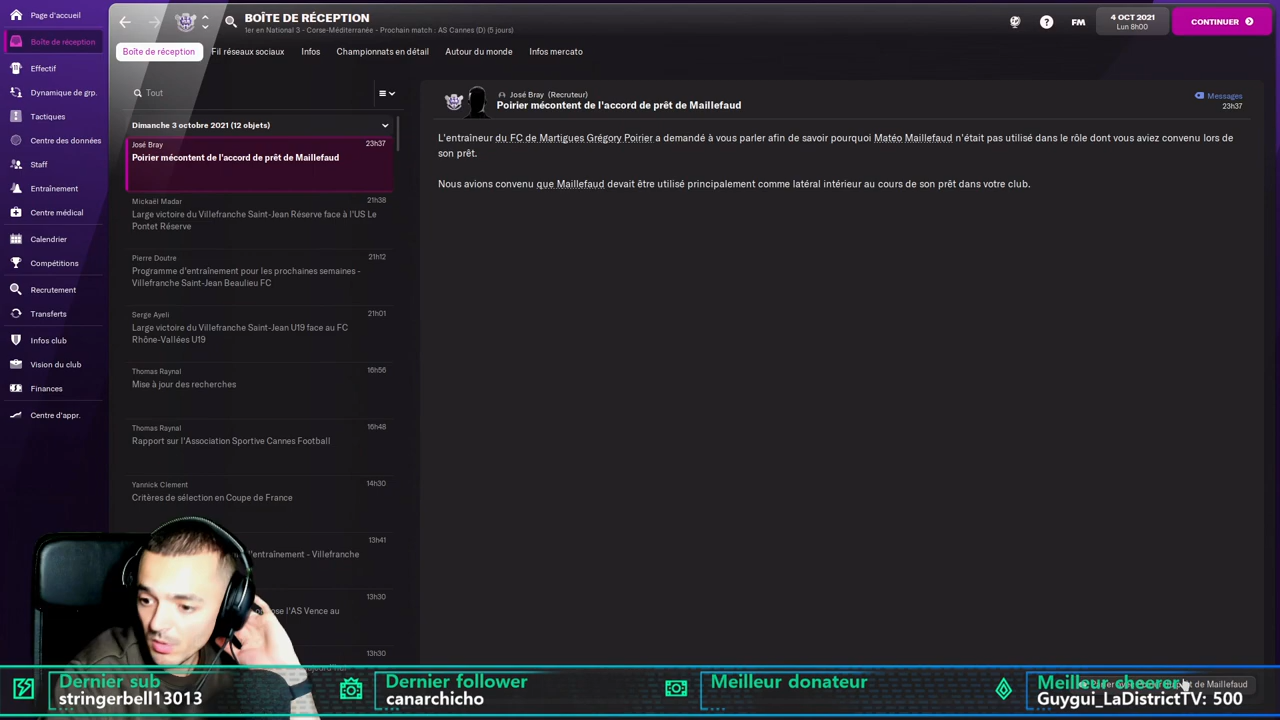 Page d'accueil
Boîte de réception
Effectif
Dynamique de grp.
Tactiques
Centre des données
Staff
Entraînement
Centre médical
Calendrier
Compétitions
Recrutement
Transferts
Infos club
Vision du club
Finances
Centre d'appr.
BOÎTE DE RÉCEPTION
1er en National 3 - Corse-Méditerranée - Prochain match : AS Cannes (D) (5 jours)
FM
4 OCT 2021
Lun 8h00
CONTINUER
Boîte de réception
Fil réseaux sociaux
Infos
Championnats en détail
Autour du monde
Infos mercato
Tout
Dimanche 3 octobre 2021 (12 objets)
José Bray
23h37
Poirier mécontent de l'accord de prêt de Maillefaud
Mickaël Madar
21h38
Large victoire du Villefranche Saint-Jean Réserve face à l'US Le
Pontet Réserve
Pierre Doutre
21h12
Programme d'entraînement pour les prochaines semaines -
Villefranche Saint-Jean Beaulieu FC
Serge Ayeli
21h01
Large victoire du Villefranche Saint-Jean U19 face au FC
Rhône-Vallées U19
Thomas Raynal
16h56
Mise à jour des recherches
Thomas Raynal
16h48
Rapport sur l'Association Sportive Cannes Football
Yannick Clement
14h30
Critères de sélection en Coupe de France
13h41
l'entraînement - Villefranche
13h30
l'AS Vence au
13h30
José Bray (Recruteur)
Poirier mécontent de l'accord de prêt de Maillefaud
Messages
23h37
L'entraîneur du FC de Martigues Grégory Poirier a demandé à vous parler afin de savoir pourquoi Matéo Maillefaud n'était pas utilisé dans le rôle dont vous aviez convenu lors de
son prêt.
Nous avions convenu que Maillefaud devait être utilisé principalement comme latéral intérieur au cours de son prêt dans votre club.
Dernier sub
stringerbell13013
Dernier follower
canarchicho
Meilleur donateur
Meilleur cheerer
de Maillefaud
Guygui_LaDistrictTV: 500